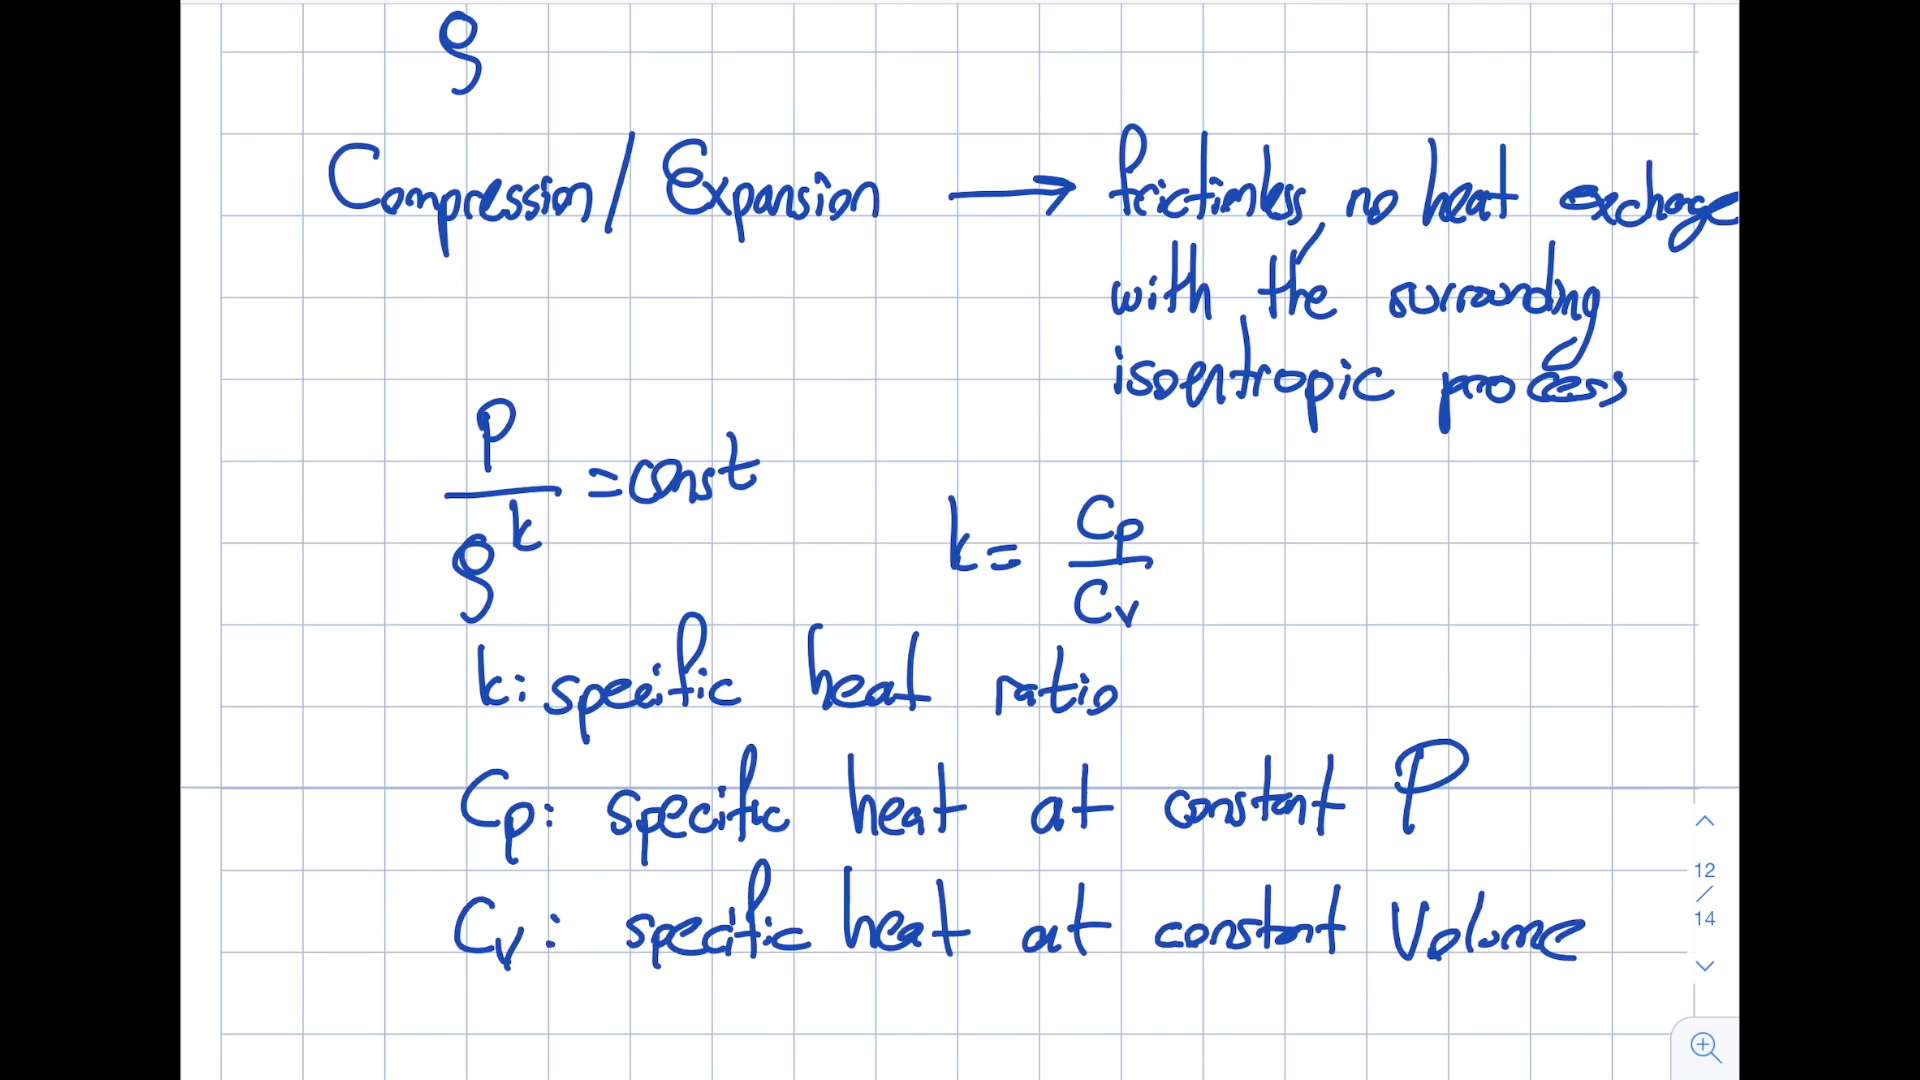 ρ
Compression/Expansion → frictionless, no heat exchange
with the surrounding
isoentropic process
P/ρ^k = const
k = Cp/Cv
k: specific heat ratio
Cp: specific heat at constant P
Cv: specific heat at constant Volume
12
/
14